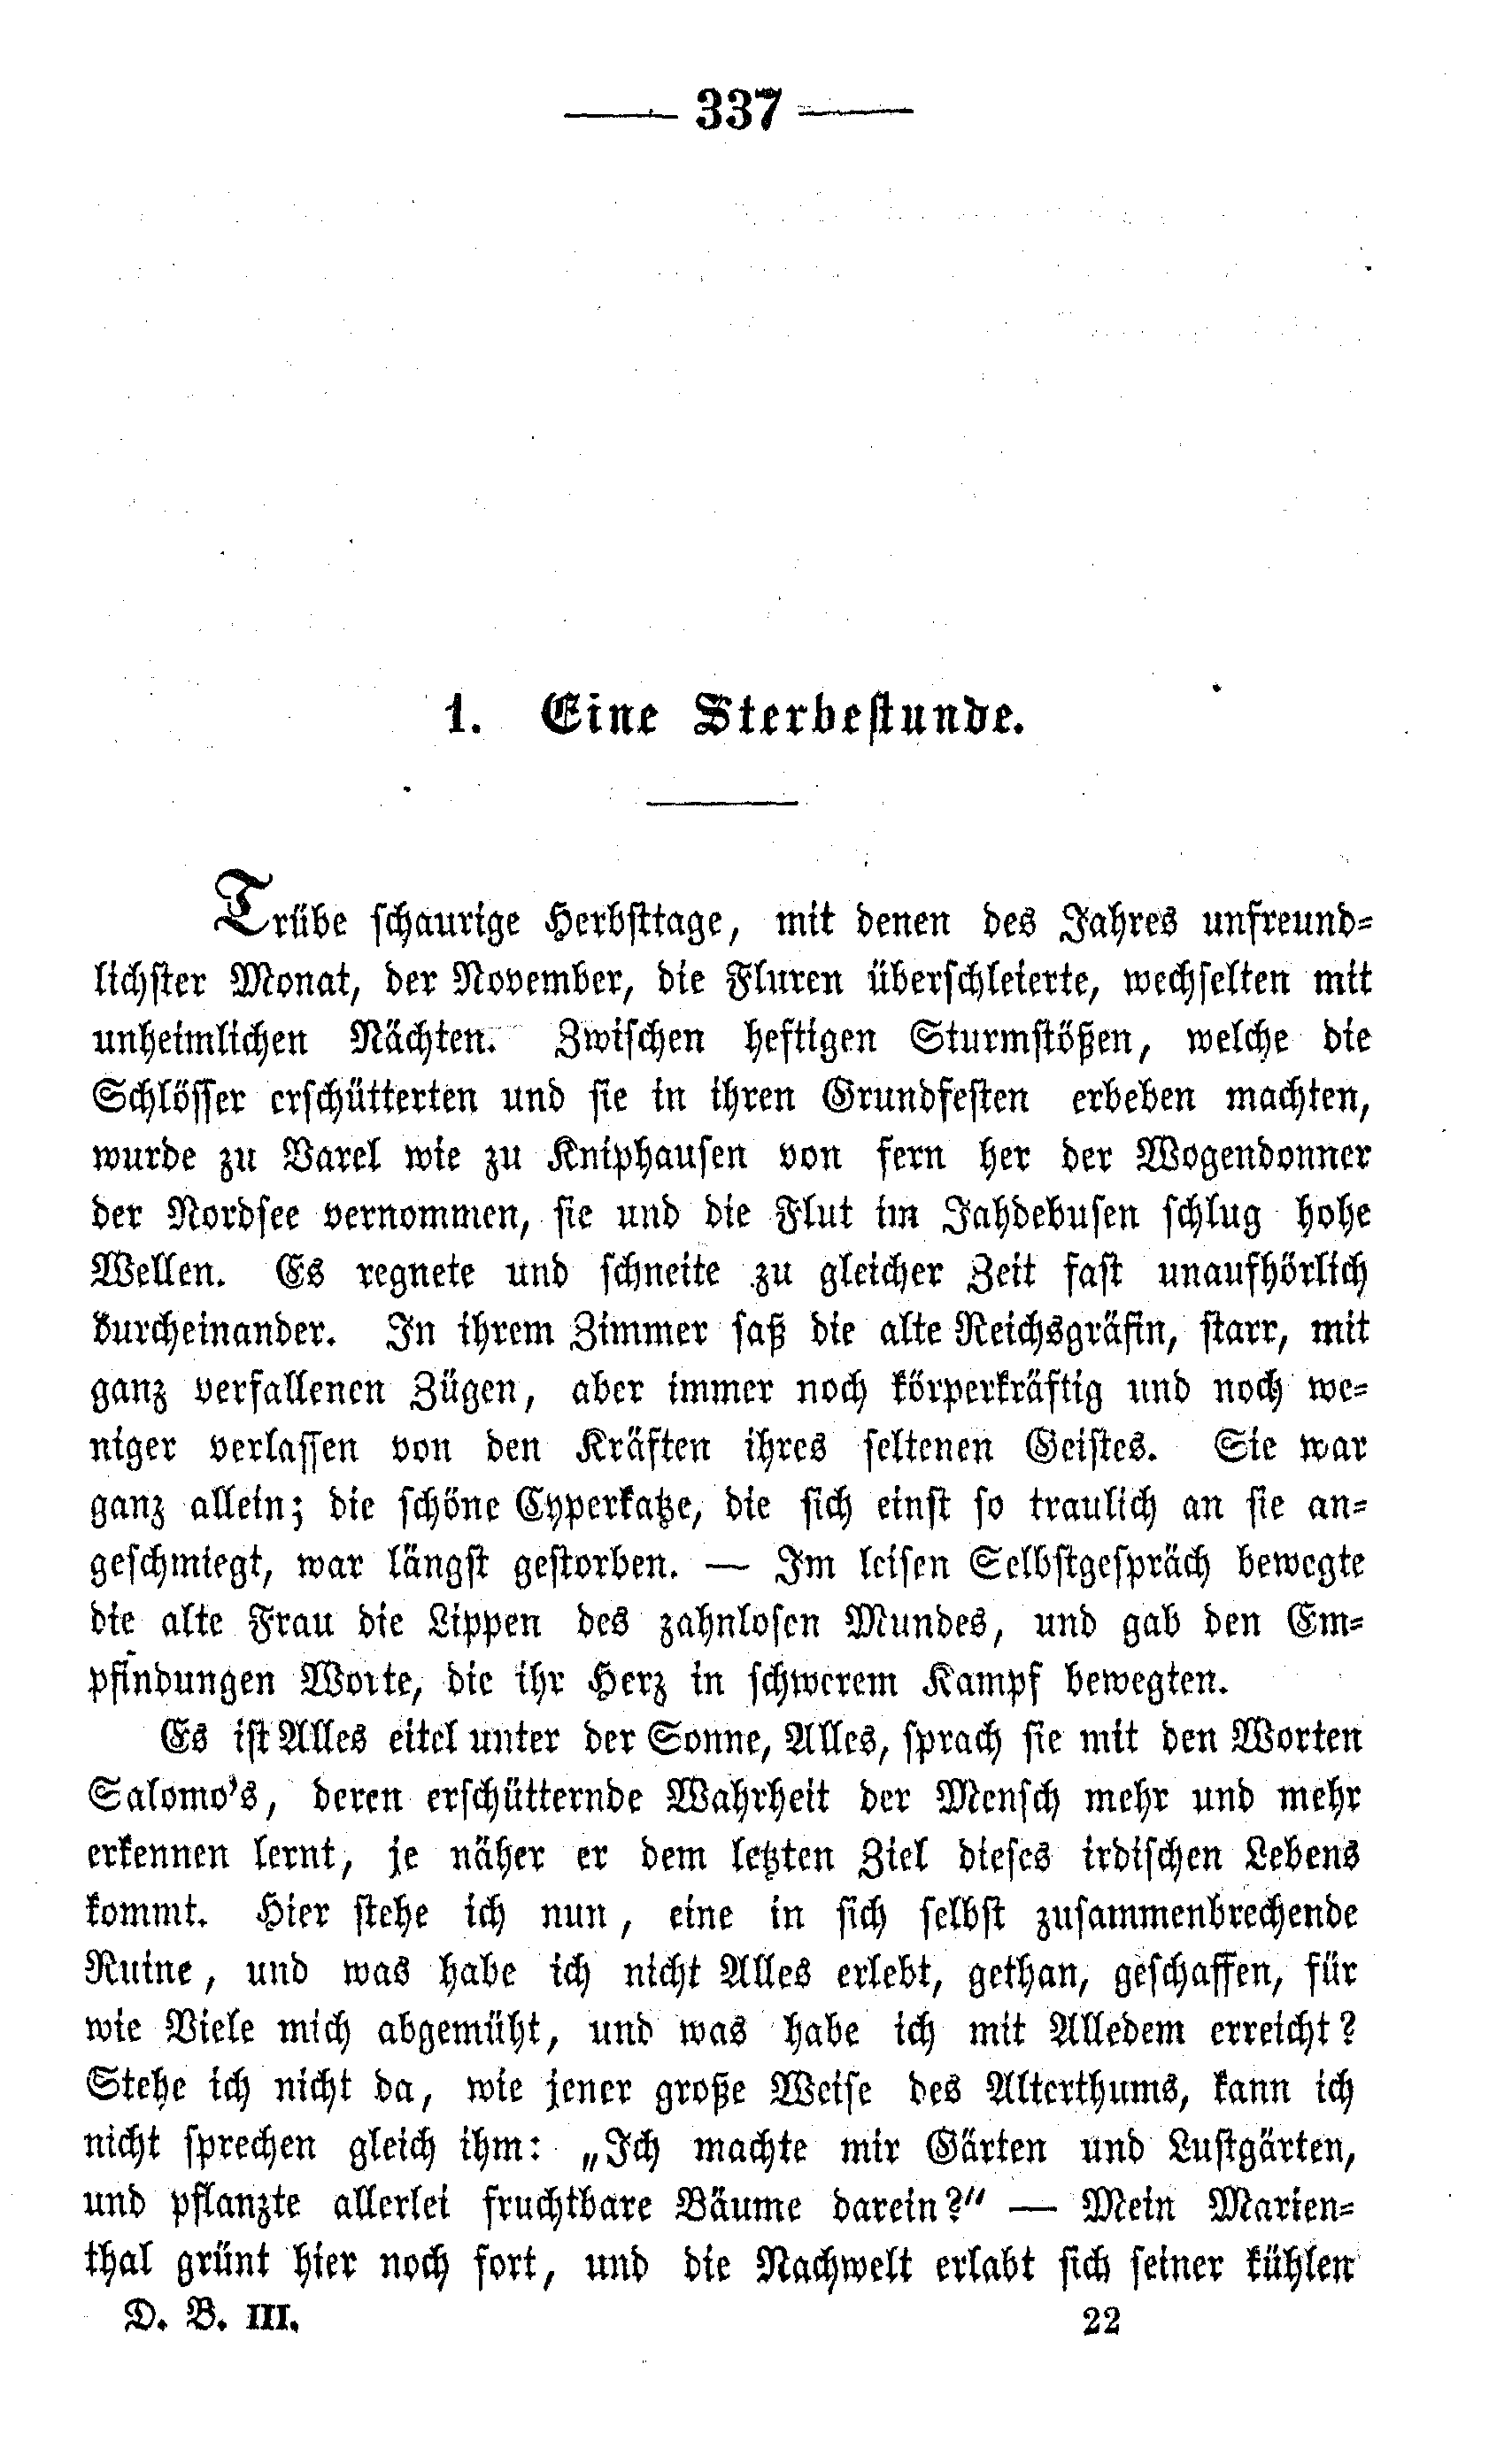 — 337 —
1. Eine Sterbestunde.
Trübe schaurige Herbsttage, mit denen des Jahres unfreund-
lichster Monat, der November, die Fluren überschleierte, wechselten mit
unheimlichen Nächten. Zwischen heftigen Sturmstößen, welche die
Schlösser erschütterten und sie in ihren Grundfesten erbeben machten,
wurde zu Varel wie zu Kniphausen von fern her der Wogendonner
der Nordsee vernommen, sie und die Flut im Jahdebusen schlug hohe
Wellen. Es regnete und schneite zu gleicher Zeit fast unaufhörlich
durcheinander. In ihrem Zimmer saß die alte Reichsgräfin, starr, mit
ganz verfallenen Zügen, aber immer noch körperkräftig und noch we-
niger verlassen von den Kräften ihres seltenen Geistes. Sie war
ganz allein; die schöne Cyperkatze, die sich einst so traulich an sie an-
geschmiegt, war längst gestorben. — Im leisen Selbstgespräch bewegte
die alte Frau die Lippen des zahnlosen Mundes, und gab den Em-
pfindungen Worte, die ihr Herz in schwerem Kampf bewegten.
Es ist Alles eitel unter der Sonne, Alles, sprach sie mit den Worten
Salomo's, deren erschütternde Wahrheit der Mensch mehr und mehr
erkennen lernt, je näher er dem letzten Ziel dieses irdischen Lebens
kommt. Hier stehe ich nun, eine in sich selbst zusammenbrechende
Ruine, und was habe ich nicht Alles erlebt, gethan, geschaffen, für
wie Viele mich abgemüht, und was habe ich mit Alledem erreicht?
Stehe ich nicht da, wie jener große Weise des Alterthums, kann ich
nicht sprechen gleich ihm: „Ich machte mir Gärten und Lustgärten,
und pflanzte allerlei fruchtbare Bäume darein?“ — Mein Marien-
thal grünt hier noch fort, und die Nachwelt erlabt sich seiner kühlen
D. B. III. 22